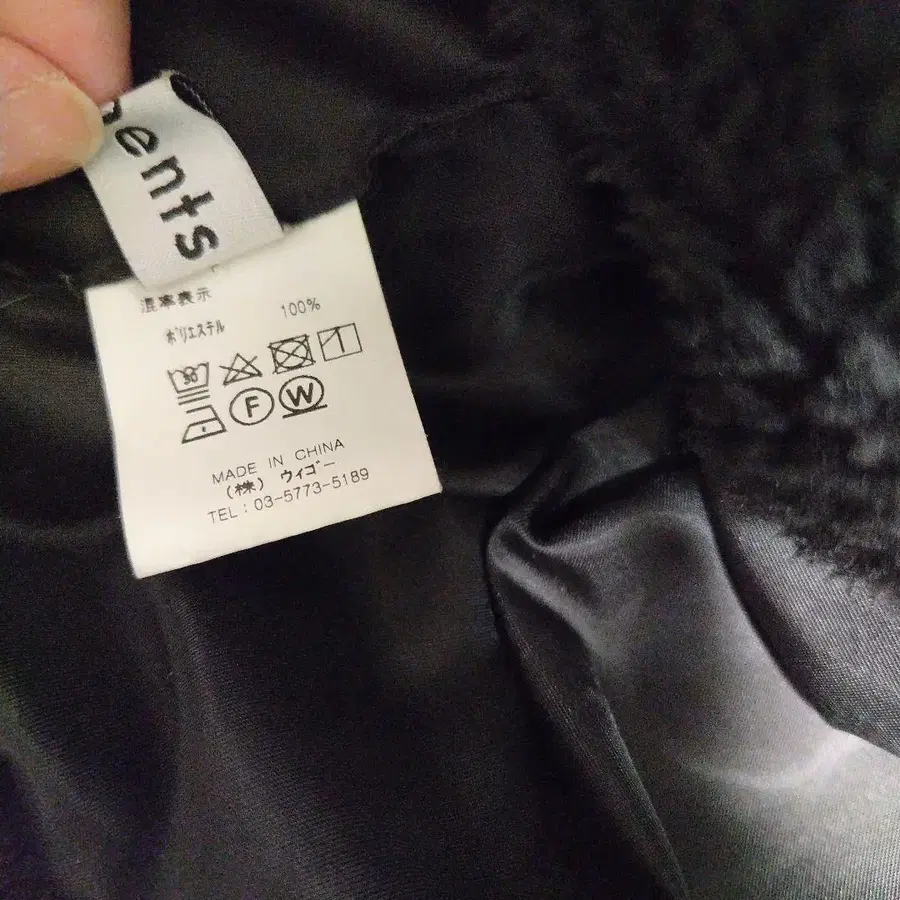 ents
混率表示
ポリエステル 100%
30
F W
MADE IN CHINA
(株) ウィゴー
TEL : 03-5773-5189